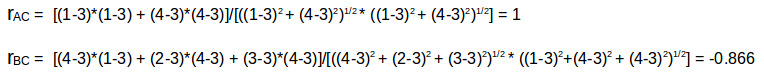 rAC = [(1-3)*(1-3) + (4-3)*(4-3)]/[((1-3)² + (4-3)²)¹/² * ((1-3)² + (4-3)²)¹/²] = 1
rBC = [(4-3)*(1-3) + (2-3)*(4-3) + (3-3)*(4-3)]/[((4-3)² + (2-3)² + (3-3)²)¹/² * ((1-3)²+(4-3)² + (4-3)²)¹/²] = -0.866